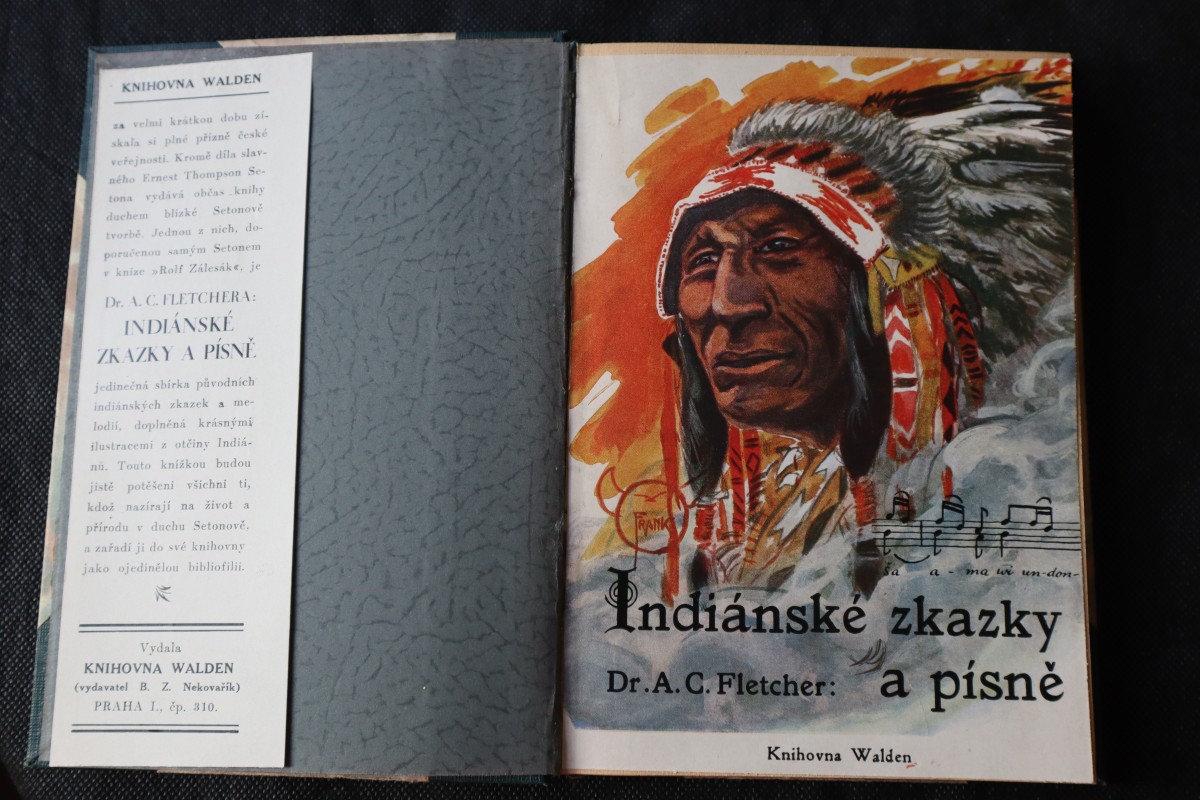 KNIHOVNA WALDEN
za velmi krátkou dobu zí-
skala si plné přízně české
veřejnosti. Kromě díla slav-
ného Ernest Thompson Se-
tona vydává občas knihy
duchem blízké Setonově
tvorbě. Jednou z nich, do-
poručenou samým Setonem
v knize »Rolf Zálesák«, je
Dr. A. C. FLETCHERA:
INDIÁNSKÉ
ZKAZKY A PÍSNĚ
jedinečná sbírka původních
indiánských zkazek a me-
lodií, doplněná krásnými
ilustracemi z otčiny Indiá-
nů. Touto knížkou budou
jistě potěšeni všichni ti,
kdož nazírají na život a
přírodu v duchu Setonově,
a zařadí ji do své knihovny
jako ojedinělou bibliofilii.
Vydala
KNIHOVNA WALDEN
(vydavatel B. Z. Nekovařík)
PRAHA I., čp. 310.
FRANK
ša a - ma wi un-don-
Indiánské zkazky
Dr. A. C. Fletcher: a písně
Knihovna Walden